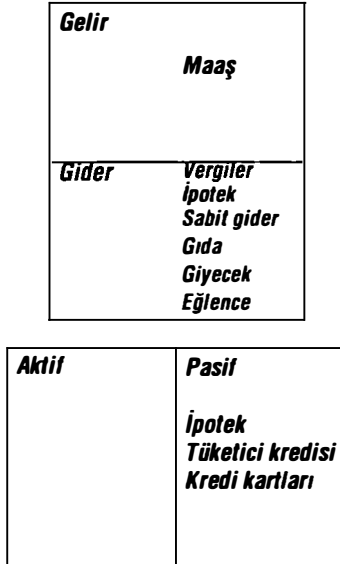 Gelir
Maaş
Gider
Vergiler
İpotek
Sabit gider
Gıda
Giyecek
Eğlence
Aktif
Pasif
İpotek
Tüketici kredisi
Kredi kartları